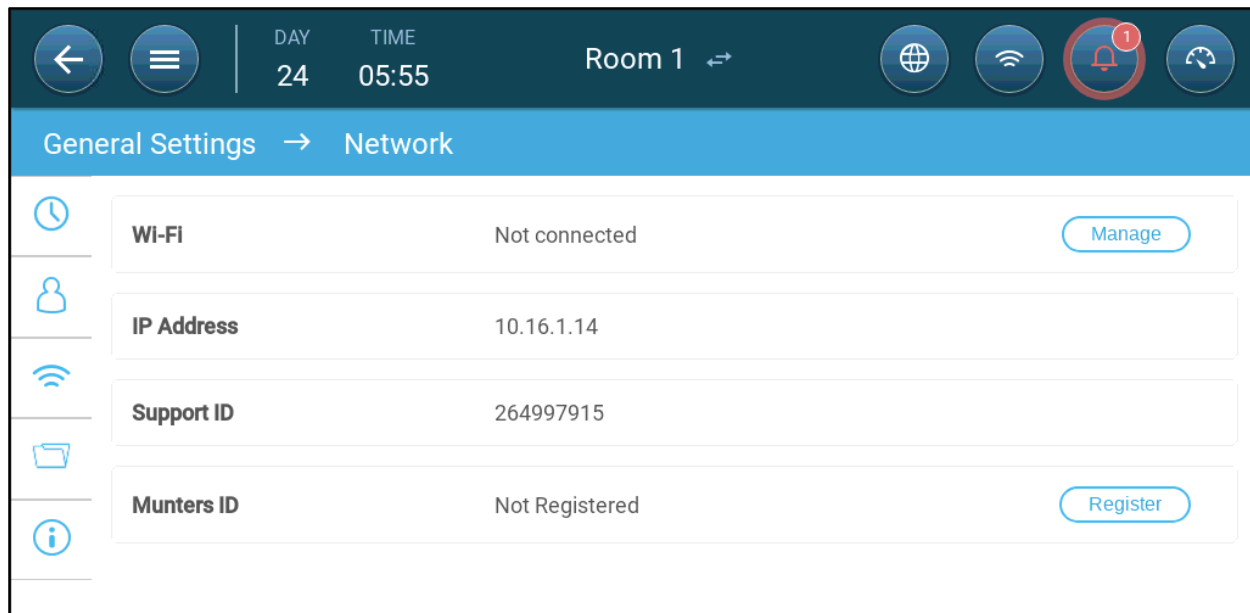 DAY TIME
24 05:55
Room 1
1
General Settings → Network
Wi-Fi Not connected Manage
IP Address 10.16.1.14
Support ID 264997915
Munters ID Not Registered Register